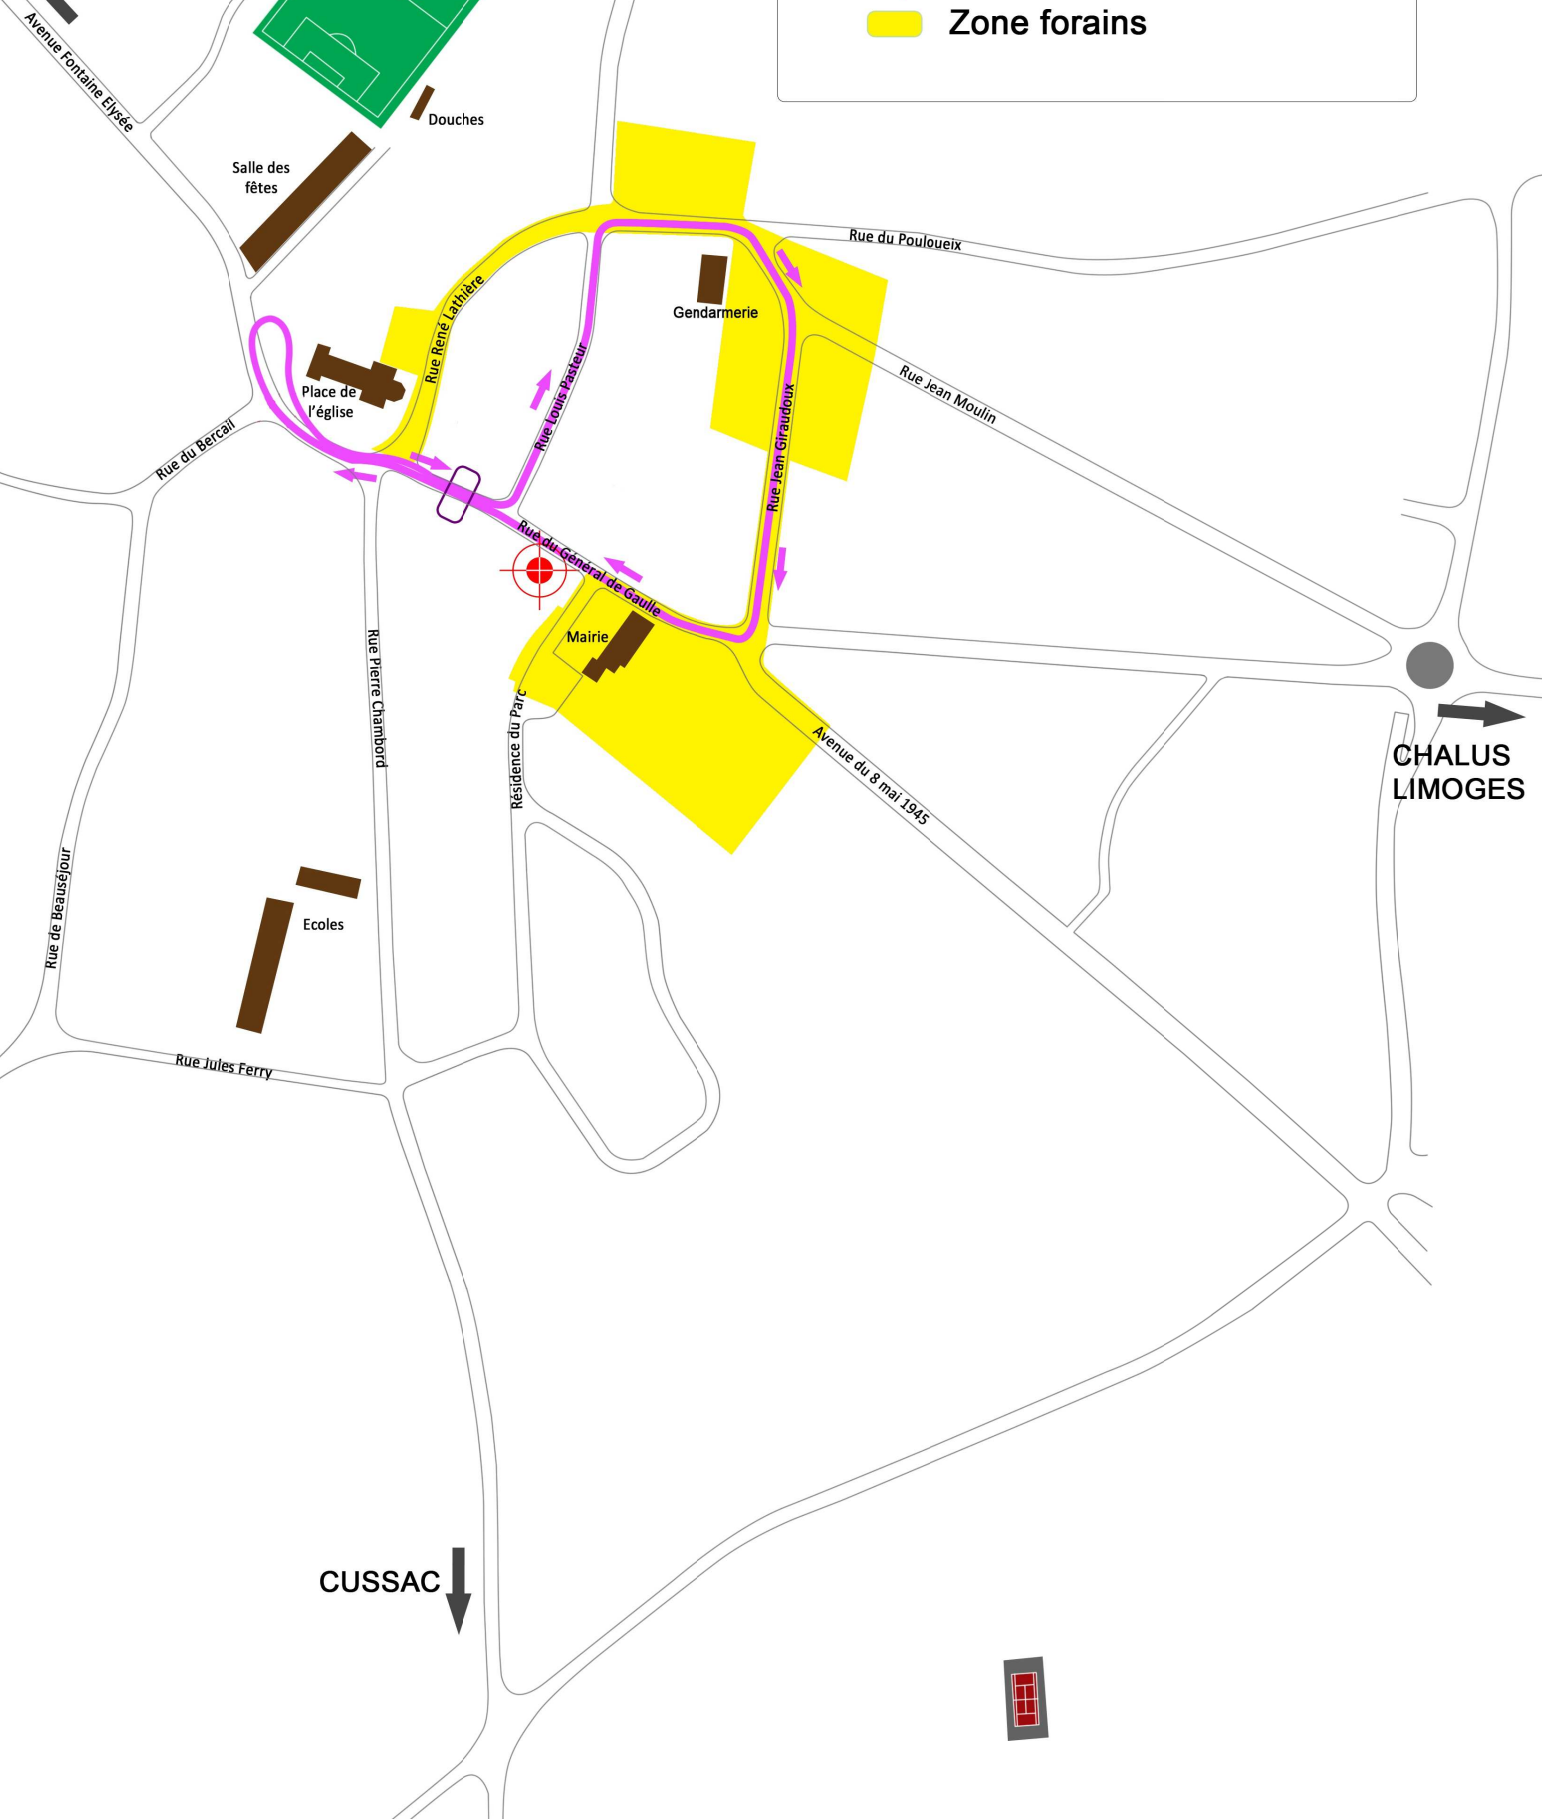 Zone forains
Avenue Fontaine Elysée
Douches
Salle des
fêtes
Rue du Pouloueix
Gendarmerie
Rue René Lathière
Rue Louis Pasteur
Rue Jean Moulin
Place de
l'église
Rue du Bercail
Rue Jean Giraudoux
Rue du Général de Gaulle
Mairie
Rue Pierre Chambord
Résidence du Parc
Avenue du 8 mai 1945
CHALUS
LIMOGES
Rue de Beauséjour
Ecoles
Rue Jules Ferry
CUSSAC